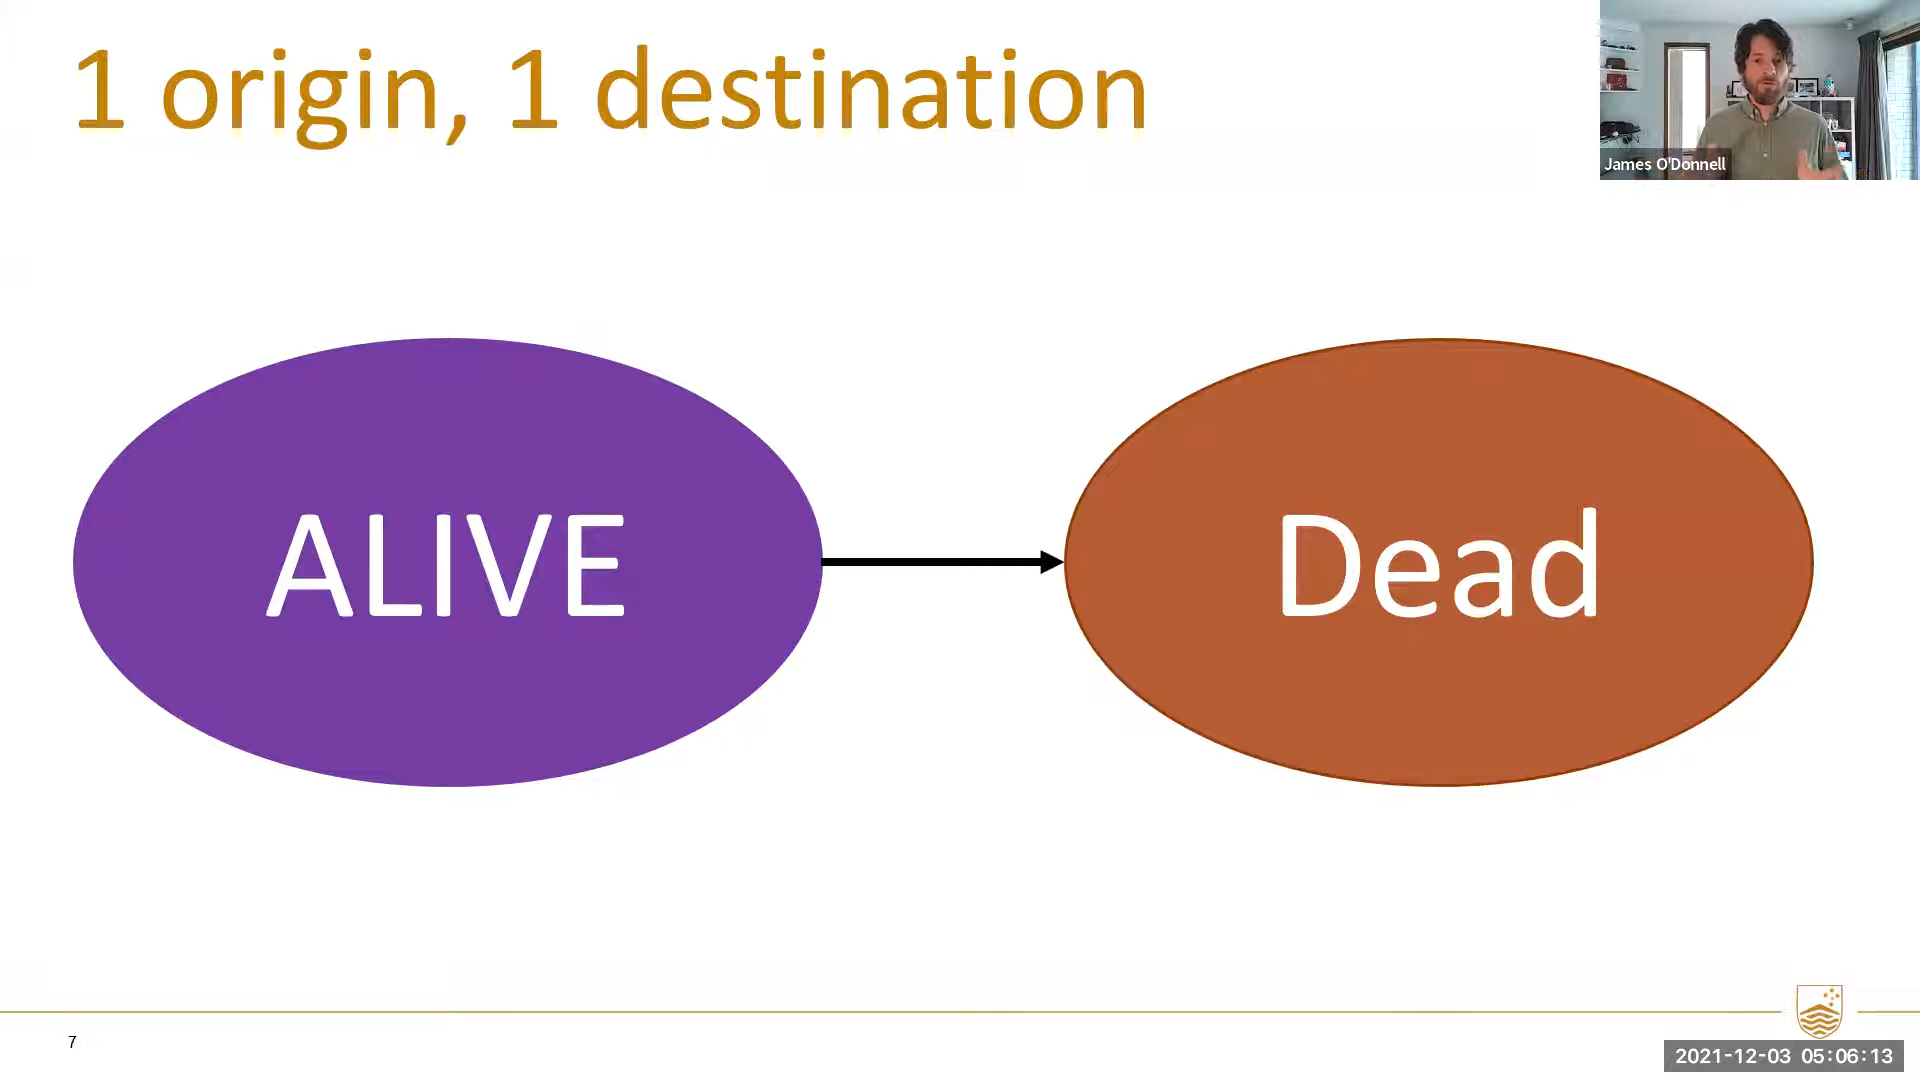 1 origin, 1 destination
James O'Donnell
ALIVE
Dead
7
2021-12-03 05:06:13